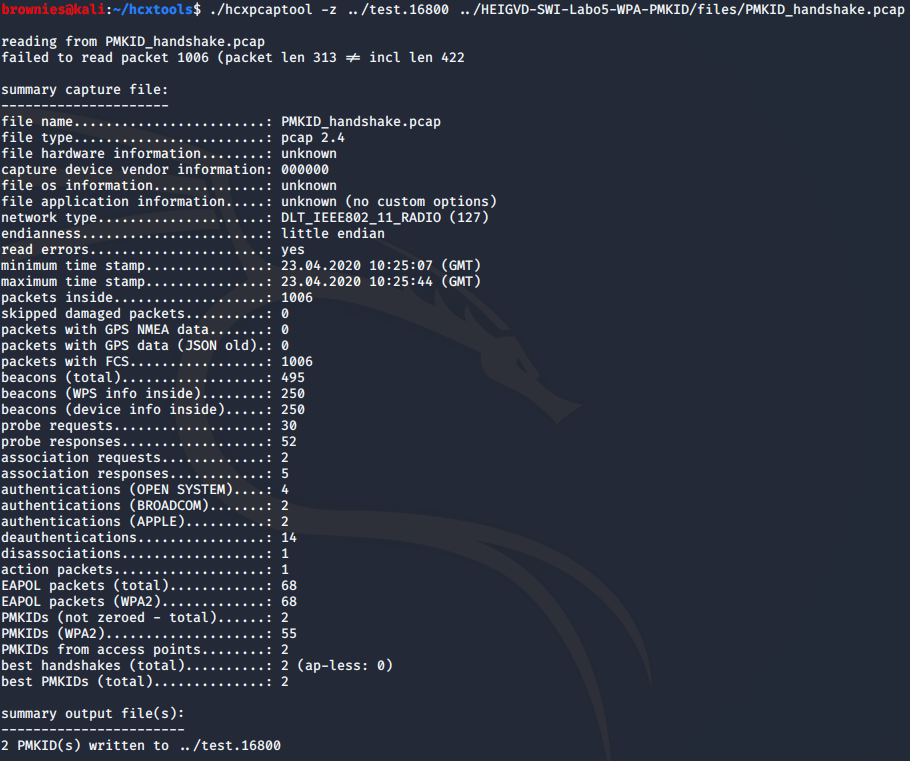 brownies@kali:~/hcxtools$ ./hcxpcaptool -z ../test.16800 ../HEIGVD-SWI-Labo5-WPA-PMKID/files/PMKID_handshake.pcap
reading from PMKID_handshake.pcap
failed to read packet 1006 (packet len 313 ≠ incl len 422
summary capture file:
---------------------
file name........................: PMKID_handshake.pcap
file type........................: pcap 2.4
file hardware information........: unknown
capture device vendor information: 000000
file os information..............: unknown
file application information.....: unknown (no custom options)
network type.....................: DLT_IEEE802_11_RADIO (127)
endianness.......................: little endian
read errors......................: yes
minimum time stamp...............: 23.04.2020 10:25:07 (GMT)
maximum time stamp...............: 23.04.2020 10:25:44 (GMT)
packets inside...................: 1006
skipped damaged packets..........: 0
packets with GPS NMEA data.......: 0
packets with GPS data (JSON old).: 0
packets with FCS.................: 1006
beacons (total)..................: 495
beacons (WPS info inside)........: 250
beacons (device info inside).....: 250
probe requests...................: 30
probe responses..................: 52
association requests.............: 2
association responses............: 5
authentications (OPEN SYSTEM)....: 4
authentications (BROADCOM).......: 2
authentications (APPLE)..........: 2
deauthentications................: 14
disassociations..................: 1
action packets...................: 1
EAPOL packets (total)............: 68
EAPOL packets (WPA2).............: 68
PMKIDs (not zeroed - total)......: 2
PMKIDs (WPA2)....................: 55
PMKIDs from access points........: 2
best handshakes (total)..........: 2 (ap-less: 0)
best PMKIDs (total)..............: 2
summary output file(s):
-----------------------
2 PMKID(s) written to ../test.16800